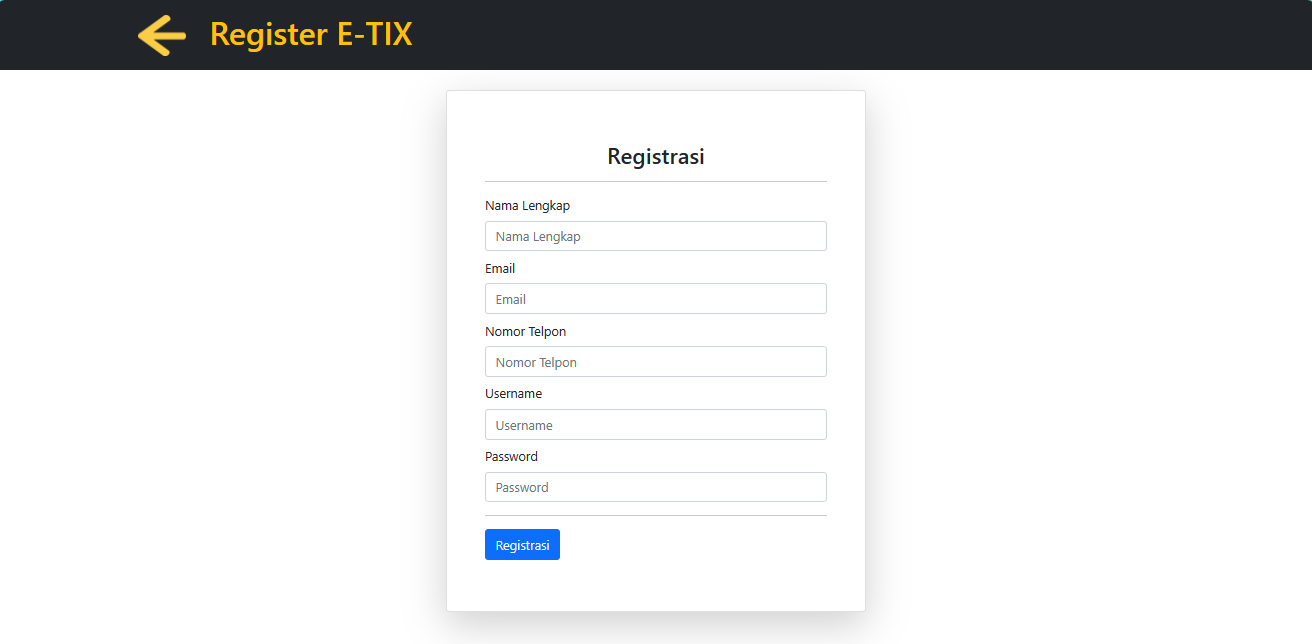 Register E-TIX
Registrasi
Nama Lengkap
Nama Lengkap
Email
Email
Nomor Telpon
Nomor Telpon
Username
Username
Password
Password
Registrasi